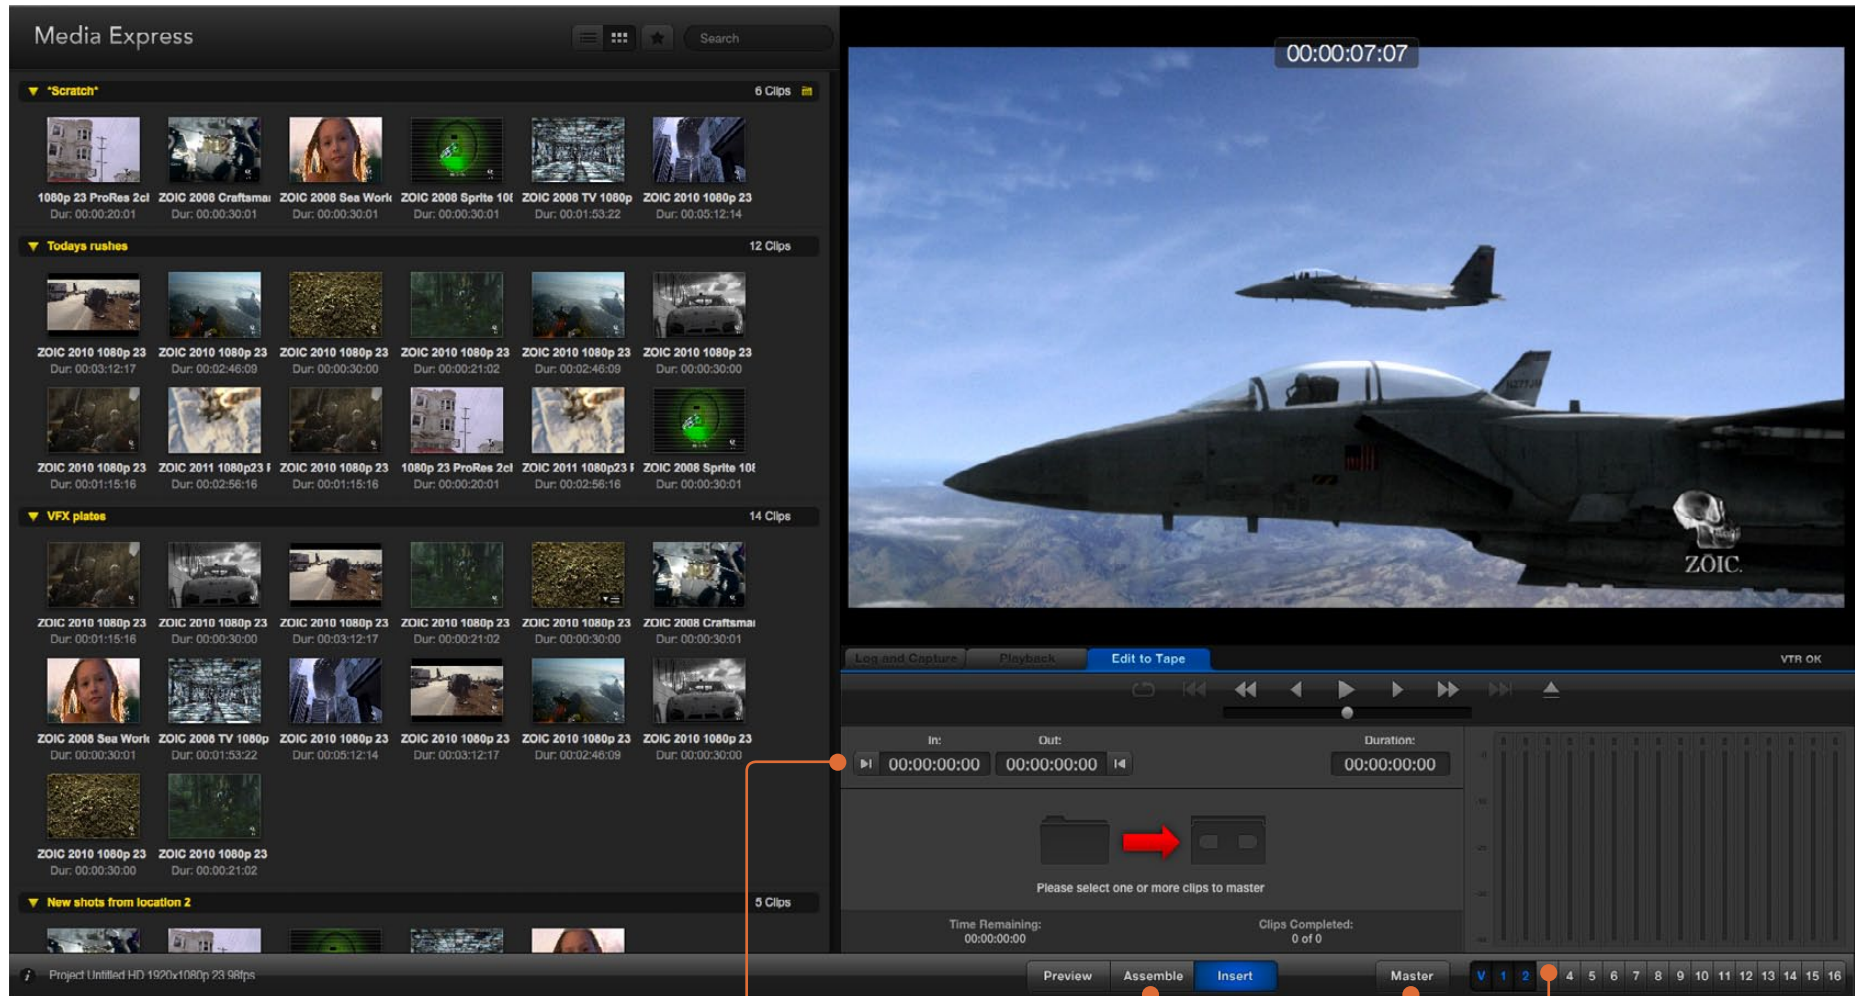 Media Express
Search
*Scratch* 6 Clips
1080p 23 ProRes 2cl ZOIC 2008 Craftsmai ZOIC 2008 Sea Work ZOIC 2008 Sprite 108 ZOIC 2008 TV 1080p ZOIC 2010 1080p 23
Dur: 00:00:20:01 Dur: 00:00:30:01 Dur: 00:00:30:01 Dur: 00:00:30:01 Dur: 00:01:53:22 Dur: 00:05:12:14
Todays rushes 12 Clips
ZOIC 2010 1080p 23 ZOIC 2010 1080p 23 ZOIC 2010 1080p 23 ZOIC 2010 1080p 23 ZOIC 2010 1080p 23 ZOIC 2010 1080p 23
Dur: 00:03:12:17 Dur: 00:02:46:09 Dur: 00:00:30:00 Dur: 00:00:21:02 Dur: 00:02:46:09 Dur: 00:00:30:00
ZOIC 2010 1080p 23 ZOIC 2011 1080p23 F ZOIC 2010 1080p 23 1080p 23 ProRes 2cl ZOIC 2011 1080p23 F ZOIC 2008 Sprite 108
Dur: 00:01:15:16 Dur: 00:02:56:16 Dur: 00:01:15:16 Dur: 00:00:20:01 Dur: 00:02:56:16 Dur: 00:00:30:01
VFX plates 14 Clips
ZOIC 2010 1080p 23 ZOIC 2010 1080p 23 ZOIC 2010 1080p 23 ZOIC 2010 1080p 23 ZOIC 2010 1080p 23 ZOIC 2008 Craftsmai
Dur: 00:01:15:16 Dur: 00:00:30:00 Dur: 00:03:12:17 Dur: 00:00:21:02 Dur: 00:00:30:00 Dur: 00:00:30:01
ZOIC 2008 Sea Work ZOIC 2008 TV 1080p ZOIC 2010 1080p 23 ZOIC 2010 1080p 23 ZOIC 2010 1080p 23 ZOIC 2010 1080p 23
Dur: 00:00:30:01 Dur: 00:01:53:22 Dur: 00:05:12:14 Dur: 00:03:12:17 Dur: 00:02:46:09 Dur: 00:00:30:00
ZOIC 2010 1080p 23 ZOIC 2010 1080p 23
Dur: 00:00:30:00 Dur: 00:00:21:02
New shots from location 2 5 Clips
Project Untitled HD 1920x1080p 23.98fps
00:00:07:07
ZOIC.
Log and Capture Playback Edit to Tape VTR OK
In: Out: Duration:
00:00:00:00 00:00:00:00 00:00:00:00
Please select one or more clips to master
Time Remaining: Clips Completed:
00:00:00:00 0 of 0
Preview Assemble Insert Master V 1 2 4 5 6 7 8 9 10 11 12 13 14 15 16